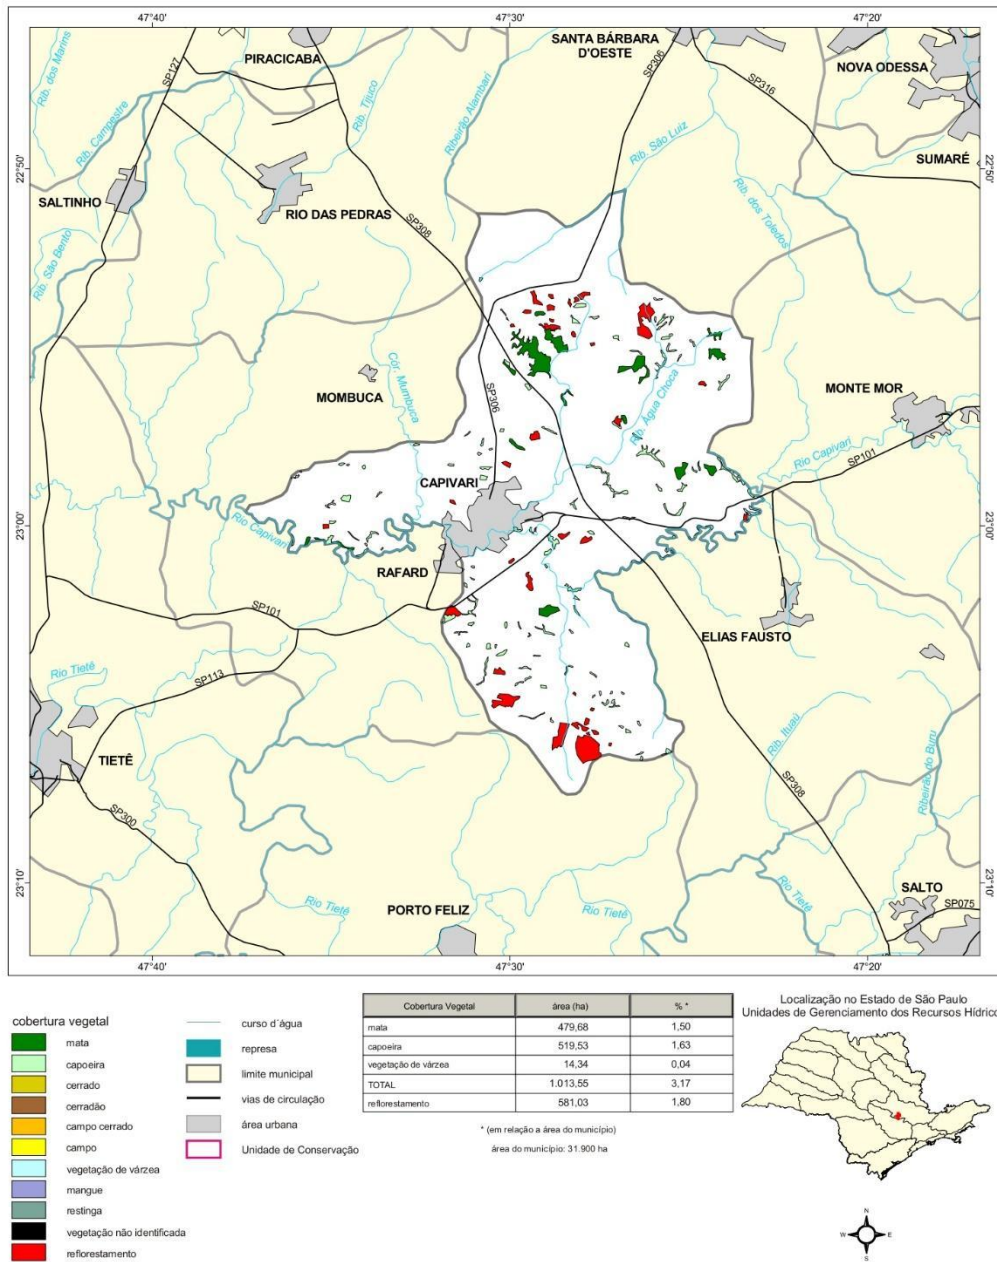 47°40'
47°30'
47°20'
PIRACICABA
SANTA BÁRBARA
D'OESTE
NOVA ODESSA
Rib. dos Marins
SP127
Rib. Campestre
Rib. Tijuco
Ribeirão Alambari
SP306
SP316
22°50'
Rib. São Luiz
SUMARÉ
22°50'
SALTINHO
RIO DAS PEDRAS
Rib. dos Toledos
Rib. São Bento
SP308
MOMBUCA
Cór. Mumbuca
SP306
Rib. Água Choca
MONTE MOR
Rio Capivari
SP101
CAPIVARI
23°00'
Rio Capivari
23°00'
RAFARD
SP101
ELIAS FAUSTO
Rio Tietê
SP113
TIETÊ
Rib. Ituaú
Ribeirão do Buru
SP308
SP300
23°10'
23°10'
Rio Tietê
PORTO FELIZ
Rio Tietê
Rio Tietê
SALTO
SP075
47°40'
47°30'
47°20'
cobertura vegetal
mata
capoeira
cerrado
cerradão
campo cerrado
campo
vegetação de várzea
mangue
restinga
vegetação não identificada
reflorestamento
curso d´água
represa
limite municipal
vias de circulação
área urbana
Unidade de Conservação
Cobertura Vegetal área (ha) % *
mata 479,68 1,50
capoeira 519,53 1,63
vegetação de várzea 14,34 0,04
TOTAL 1.013,55 3,17
reflorestamento 581,03 1,80
* (em relação a área do município)
área do município: 31.900 ha
Localização no Estado de São Paulo
Unidades de Gerenciamento dos Recursos Hídrico
N
W E
S